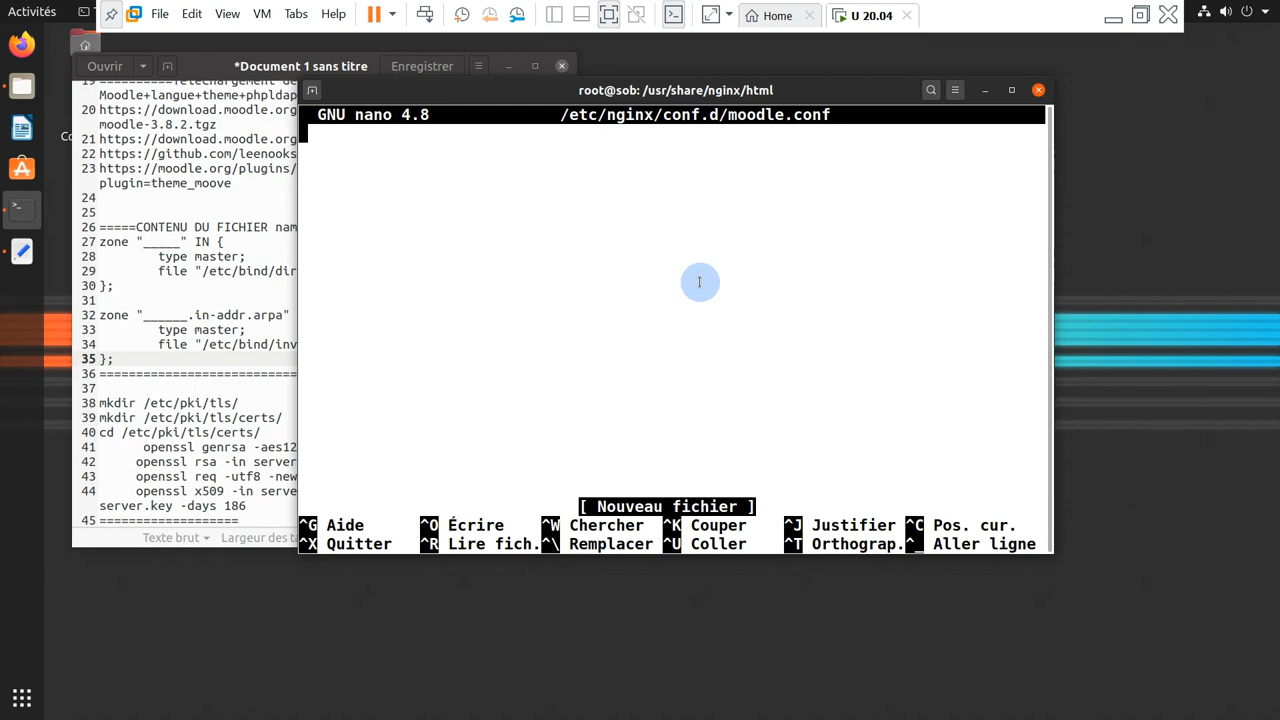 Activités
File Edit View VM Tabs Help
Home
U 20.04
Ouvrir
*Document 1 sans titre
Enregistrer
Moodle+langue+theme+phpldap
20 https://download.moodle.org
moodle-3.8.2.tgz
21 https://download.moodle.org
22 https://github.com/leenooks
23 https://moodle.org/plugins/
plugin=theme_moove
24
25
26 =====CONTENU DU FICHIER nam
27 zone "_____" IN {
28 type master;
29 file "/etc/bind/dir
30 };
31
32 zone "______.in-addr.arpa"
33 type master;
34 file "/etc/bind/inv
35 };
36 ===========================
37
38 mkdir /etc/pki/tls/
39 mkdir /etc/pki/tls/certs/
40 cd /etc/pki/tls/certs/
41 openssl genrsa -aes12
42 openssl rsa -in server
43 openssl req -utf8 -new
44 openssl x509 -in serve
server.key -days 186
45 ===================
Texte brut
Largeur des ta
root@sob: /usr/share/nginx/html
GNU nano 4.8 /etc/nginx/conf.d/moodle.conf
[ Nouveau fichier ]
^G Aide ^O Écrire ^W Chercher ^K Couper ^J Justifier ^C Pos. cur.
^X Quitter ^R Lire fich. ^\ Remplacer ^U Coller ^T Orthograp. ^_ Aller ligne